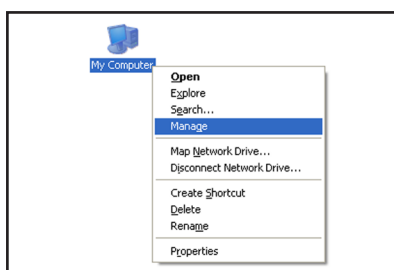 My Computer
Open
Explore
Search...
Manage
Map Network Drive...
Disconnect Network Drive...
Create Shortcut
Delete
Rename
Properties